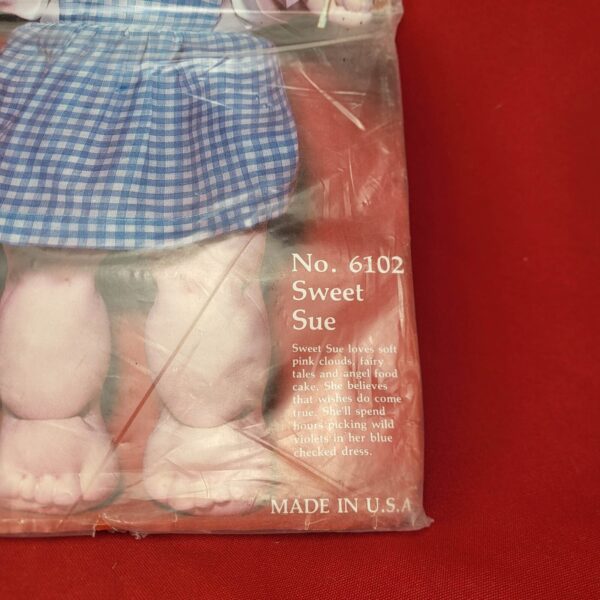 No. 6102
Sweet
Sue
Sweet Sue loves soft
pink clouds, fairy
tales and angel food
cake. She believes
that wishes do come
true. She'll spend
hours picking wild
violets in her blue
checked dress.
MADE IN U.S.A